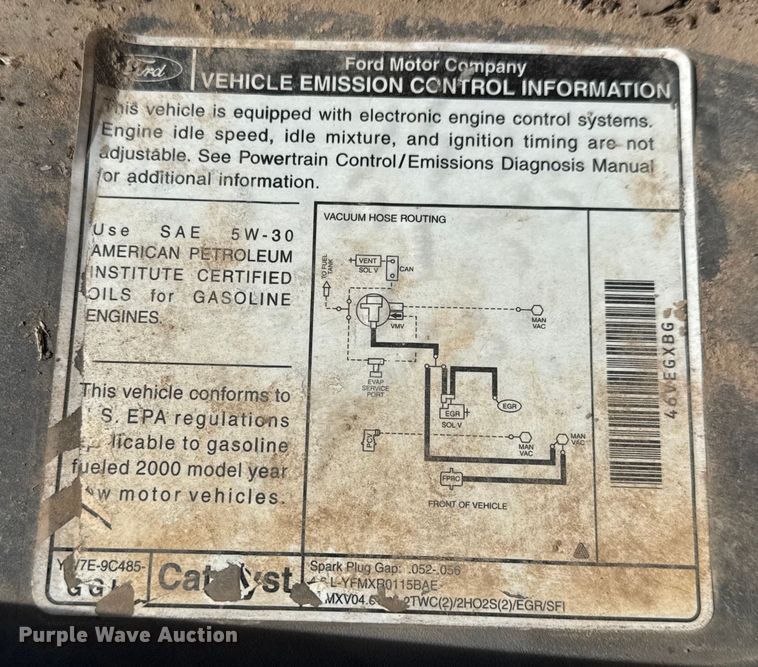 Ford
Ford Motor Company
VEHICLE EMISSION CONTROL INFORMATION
This vehicle is equipped with electronic engine control systems.
Engine idle speed, idle mixture, and ignition timing are not
adjustable. See Powertrain Control/Emissions Diagnosis Manual
for additional information.
Use SAE 5W-30
AMERICAN PETROLEUM
INSTITUTE CERTIFIED
OILS for GASOLINE
ENGINES.
This vehicle conforms to
S. EPA regulations
licable to gasoline
fueled 2000 model year
w motor vehicles.
VACUUM HOSE ROUTING
TO FUEL
TANK
VENT
SOL V
CAN
VMV
MAN
VAC
EVAP
SERVICE
PORT
EGR
SOL V
EGR
PCV
MAN
VAC
MAN
VAC
FPRC
FRONT OF VEHICLE
7E-9C485-
Catalyst
Spark Plug Gap: .052-.056
L-YFMXR0115BAE-
MXV04. 2TWC(2)/2HO2S(2)/EGR/SFI
Purple Wave Auction